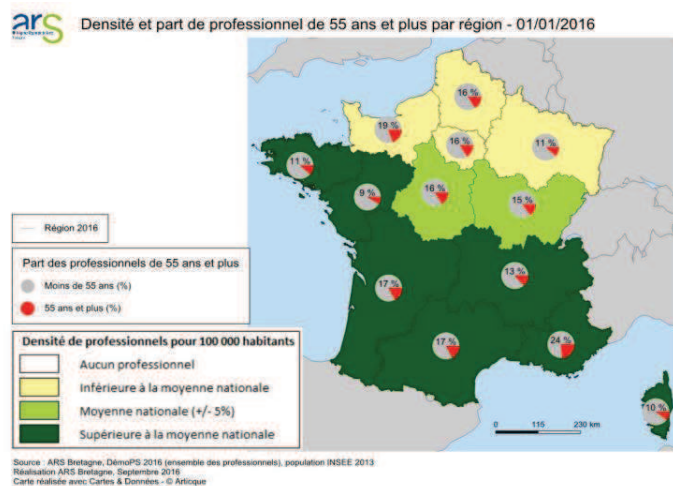 ars
Densité et part de professionnel de 55 ans et plus par région - 01/01/2016
16 %
19 %
16 %
11 %
11 %
9 %
16 %
15 %
Région 2016
Part des professionnels de 55 ans et plus
Moins de 55 ans (%)
55 ans et plus (%)
13 %
17 %
17 %
24 %
10 %
Densité de professionnels pour 100 000 habitants
Aucun professionnel
Inférieure à la moyenne nationale
Moyenne nationale (+/- 5%)
Supérieure à la moyenne nationale
0 115 230 km
Source : ARS Bretagne, DémoPS 2016 (ensemble des professionnels), population INSEE 2013
Réalisation ARS Bretagne, Septembre 2016
Carte réalisée avec Cartes & Données - © Articque